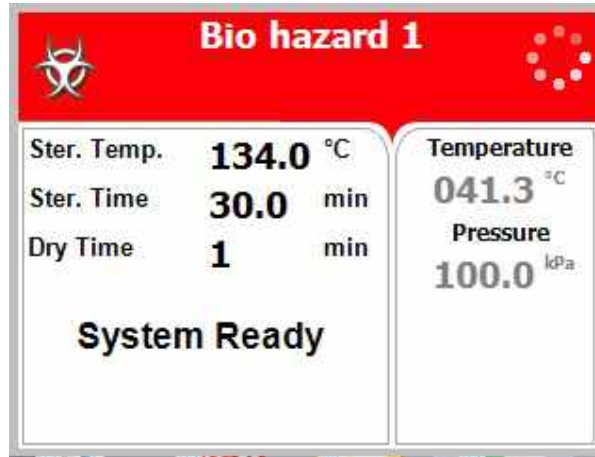 Bio hazard 1
Ster. Temp. 134.0 °C
Ster. Time 30.0 min
Dry Time 1 min
System Ready
Temperature
041.3 °C
Pressure
100.0 kPa